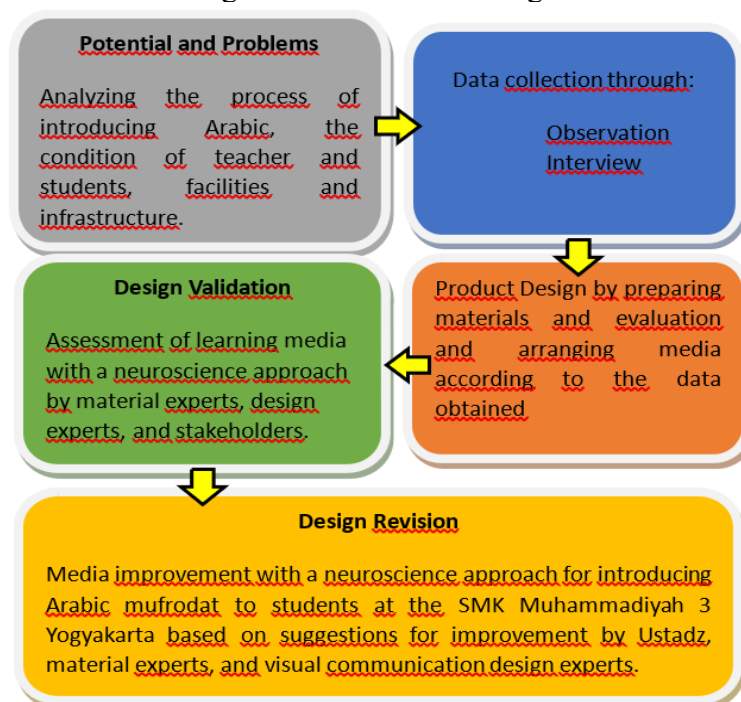 Potential and Problems
Analyzing the process of
introducing Arabic, the
condition of teacher and
students, facilities and
infrastructure.
Data collection through:
Observation
Interview
Product Design by preparing
materials and evaluation
and arranging media
according to the data
obtained
Design Validation
Assessment of learning media
with a neuroscience approach
by material experts, design
experts, and stakeholders.
Design Revision
Media improvement with a neuroscience approach for introducing
Arabic mufrodat to students at the SMK Muhammadiyah 3
Yogyakarta based on suggestions for improvement by Ustadz,
material experts, and visual communication design experts.